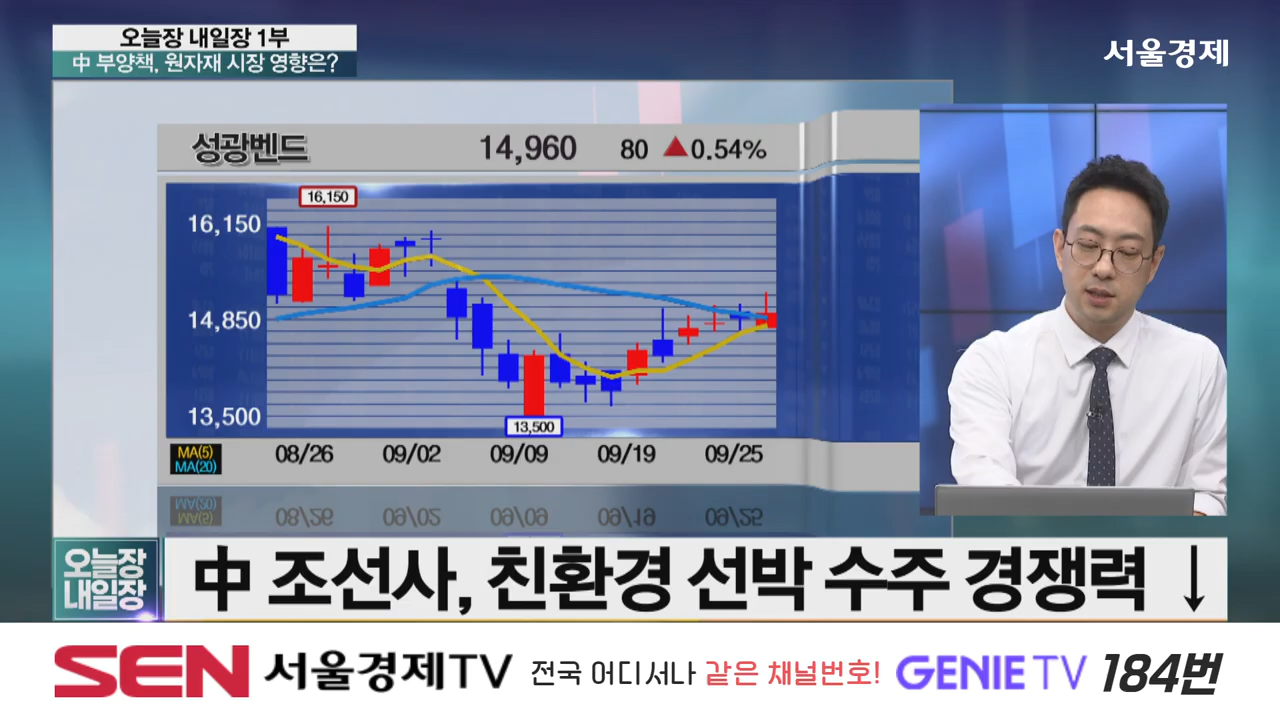 오늘장 내일장 1부
中 부양책, 원자재 시장 영향은?
서울경제
성광벤드 14,960 80 ▲0.54%
16,150
16,150
14,850
13,500
13,500
MA(5)
MA(20)
08/26 09/02 09/09 09/19 09/25
오늘장
내일장
中 조선사, 친환경 선박 수주 경쟁력 ↓
SEN 서울경제TV 전국 어디서나 같은 채널번호! GENIE TV 184번